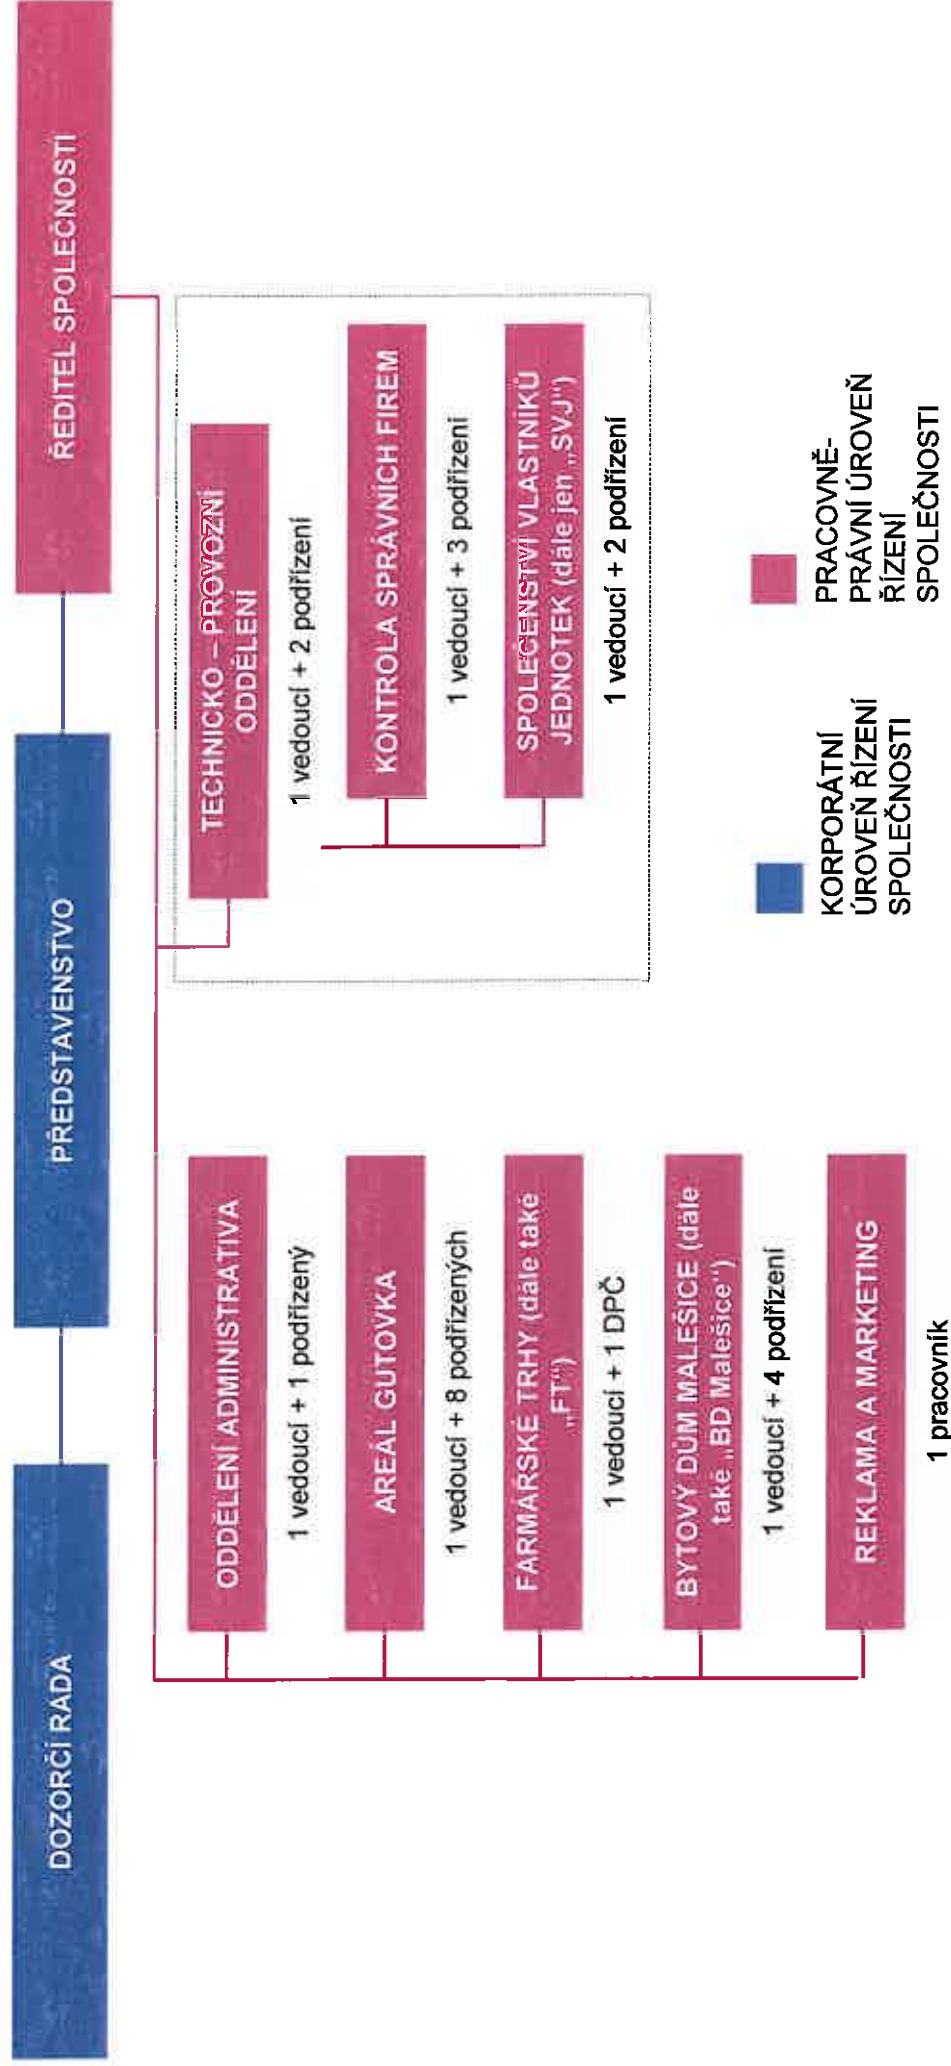 DOZORČÍ RADA
PŘEDSTAVENSTVO
ŘEDITEL SPOLEČNOSTI
ODDĚLENÍ ADMINISTRATIVA
1 vedoucí + 1 podřízený
AREÁL GUTOVKA
1 vedoucí + 8 podřízených
FARMÁŘSKÉ TRHY (dále také
„FT")
1 vedoucí + 1 DPČ
BYTOVÝ DŮM MALEŠICE (dále
také „BD Malešice")
1 vedoucí + 4 podřízení
REKLAMA A MARKETING
1 pracovník
TECHNICKO – PROVOZNÍ
ODDĚLENÍ
1 vedoucí + 2 podřízení
KONTROLA SPRÁVNÍCH FIREM
1 vedoucí + 3 podřízení
SPOLEČENSTVÍ VLASTNÍKŮ
JEDNOTEK (dále jen „SVJ")
1 vedoucí + 2 podřízení
KORPORÁTNÍ
ÚROVEŇ ŘÍZENÍ
SPOLEČNOSTI
PRACOVNĚ-
PRÁVNÍ ÚROVEŇ
ŘÍZENÍ
SPOLEČNOSTI